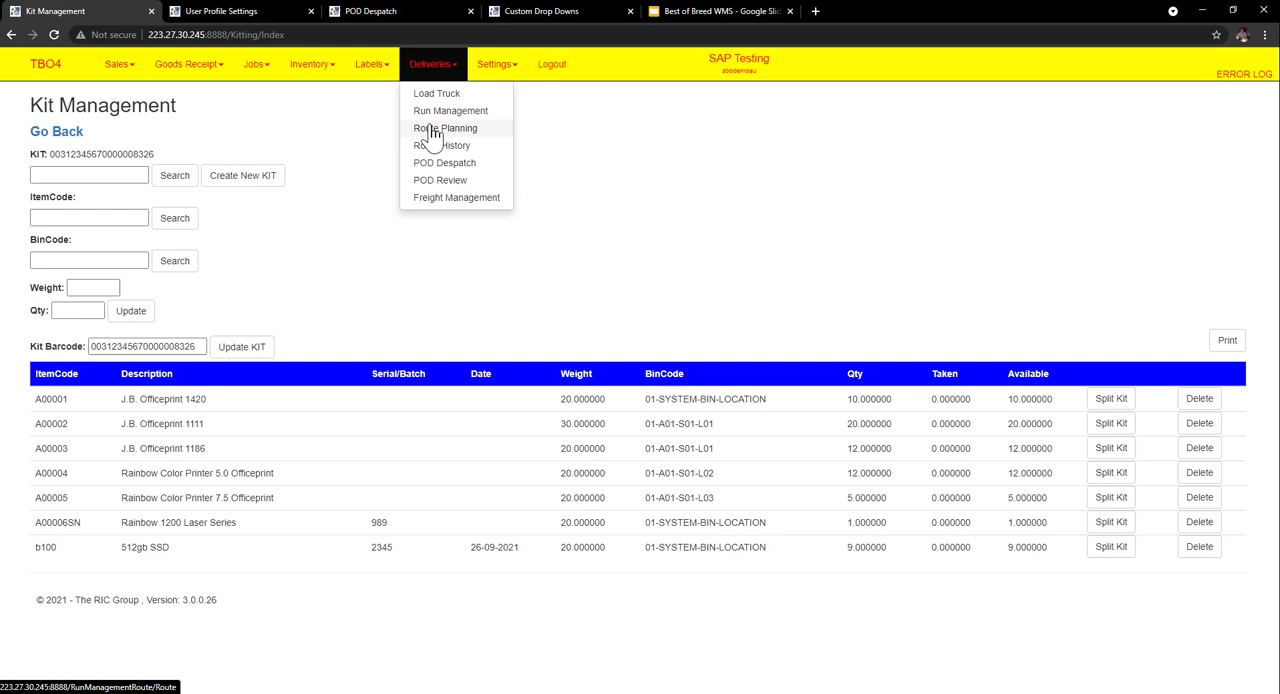 Kit Management
User Profile Settings
POD Despatch
Custom Drop Downs
Best of Breed WMS - Google Slid
Not secure | 223.27.30.245:8888/Kitting/Index
TBO4 Sales Goods Receipt Jobs Inventory Labels Deliveries Settings Logout
SAP Testing
sbodemoau
ERROR LOG
Load Truck
Run Management
Route Planning
History
POD Despatch
POD Review
Freight Management
Kit Management
Go Back
KIT: 00312345670000008326
Search Create New KIT
ItemCode:
Search
BinCode:
Search
Weight:
Qty: Update
Kit Barcode: 00312345670000008326 Update KIT
Print
ItemCode Description Serial/Batch Date Weight BinCode Qty Taken Available
A00001 J.B. Officeprint 1420 20.000000 01-SYSTEM-BIN-LOCATION 10.000000 0.000000 10.000000 Split Kit Delete
A00002 J.B. Officeprint 1111 30.000000 01-A01-S01-L01 20.000000 0.000000 20.000000 Split Kit Delete
A00003 J.B. Officeprint 1186 20.000000 01-A01-S01-L01 12.000000 0.000000 12.000000 Split Kit Delete
A00004 Rainbow Color Printer 5.0 Officeprint 20.000000 01-A01-S01-L02 12.000000 0.000000 12.000000 Split Kit Delete
A00005 Rainbow Color Printer 7.5 Officeprint 20.000000 01-A01-S01-L03 5.000000 0.000000 5.000000 Split Kit Delete
A00006SN Rainbow 1200 Laser Series 989 20.000000 01-SYSTEM-BIN-LOCATION 1.000000 0.000000 1.000000 Split Kit Delete
b100 512gb SSD 2345 26-09-2021 20.000000 01-SYSTEM-BIN-LOCATION 9.000000 0.000000 9.000000 Split Kit Delete
© 2021 - The RIC Group , Version: 3.0.0.26
223.27.30.245:8888/RunManagementRoute/Route